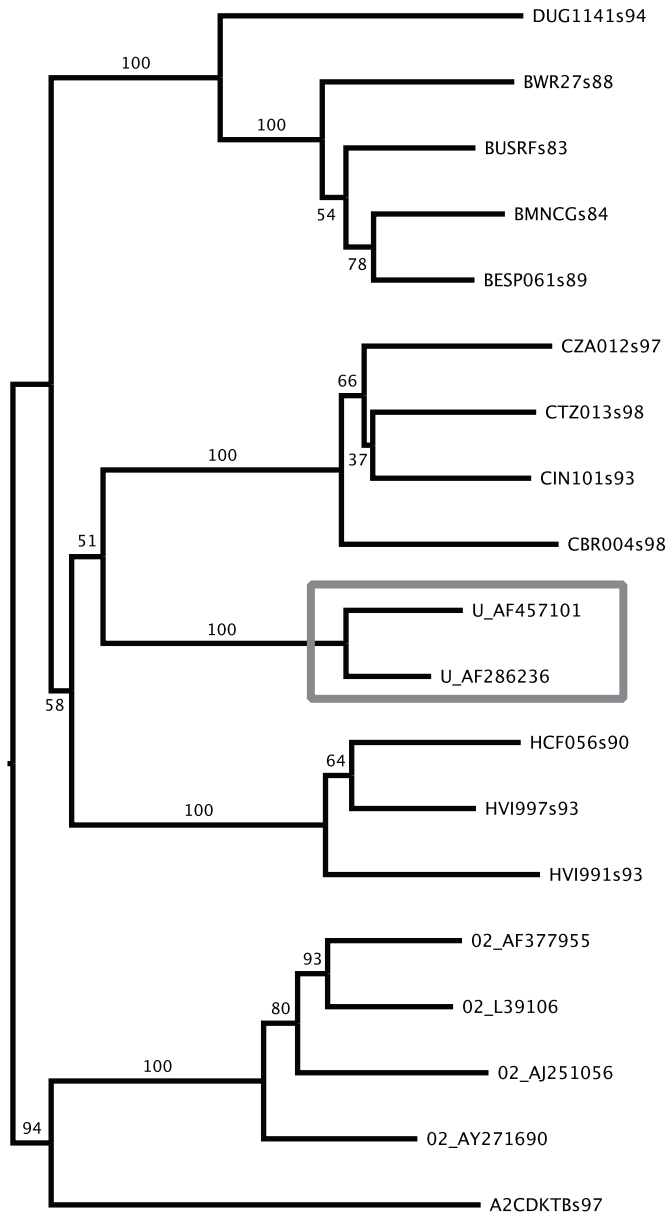 DUG1141s94
100
BWR27s88
100
BUSRFs83
54
BMNCGs84
78
BESP061s89
CZA012s97
66
CTZ013s98
37
100
CIN101s93
51
CBR004s98
U_AF457101
100
U_AF286236
58
HCF056s90
64
HVI997s93
100
HVI991s93
02_AF377955
93
02_L39106
80
100
02_AJ251056
94
02_AY271690
A2CDKTBs97